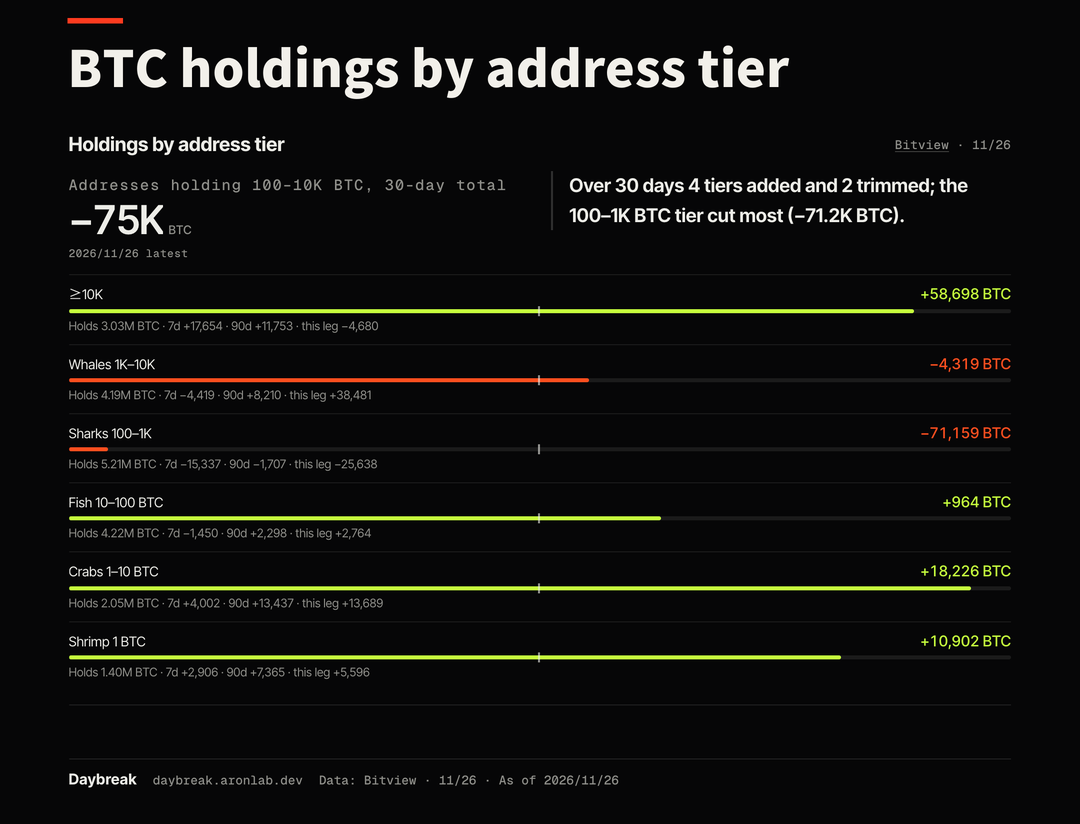 BTC holdings by address tier
Holdings by address tier
Bitview · 11/26
Addresses holding 100–10K BTC, 30-day total
−75K BTC
2026/11/26 latest
Over 30 days 4 tiers added and 2 trimmed; the
100–1K BTC tier cut most (−71.2K BTC).
≥10K
+58,698 BTC
Holds 3.03M BTC · 7d +17,654 · 90d +11,753 · this leg −4,680
Whales 1K–10K
−4,319 BTC
Holds 4.19M BTC · 7d −4,419 · 90d +8,210 · this leg +38,481
Sharks 100–1K
−71,159 BTC
Holds 5.21M BTC · 7d −15,337 · 90d −1,707 · this leg −25,638
Fish 10–100 BTC
+964 BTC
Holds 4.22M BTC · 7d −1,450 · 90d +2,298 · this leg +2,764
Crabs 1–10 BTC
+18,226 BTC
Holds 2.05M BTC · 7d +4,002 · 90d +13,437 · this leg +13,689
Shrimp 1 BTC
+10,902 BTC
Holds 1.40M BTC · 7d +2,906 · 90d +7,365 · this leg +5,596
Daybreak daybreak.aronlab.dev Data: Bitview · 11/26 · As of 2026/11/26